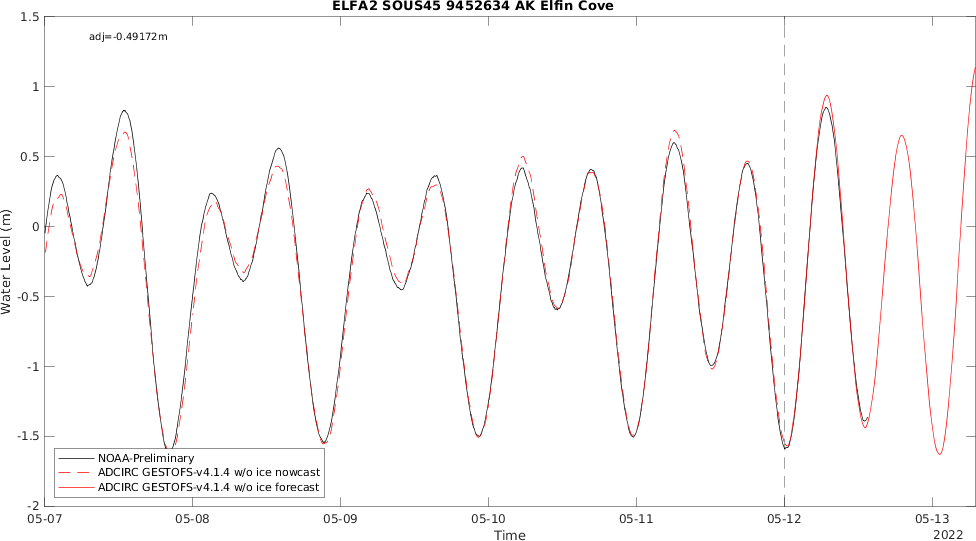 ELFA2 SOUS45 9452634 AK Elfin Cove
adj=-0.49172m
1.5
1
0.5
0
-0.5
-1
-1.5
-2
Water Level (m)
NOAA-Preliminary
ADCIRC GESTOFS-v4.1.4 w/o ice nowcast
ADCIRC GESTOFS-v4.1.4 w/o ice forecast
05-07 05-08 05-09 05-10 05-11 05-12 05-13
Time
2022